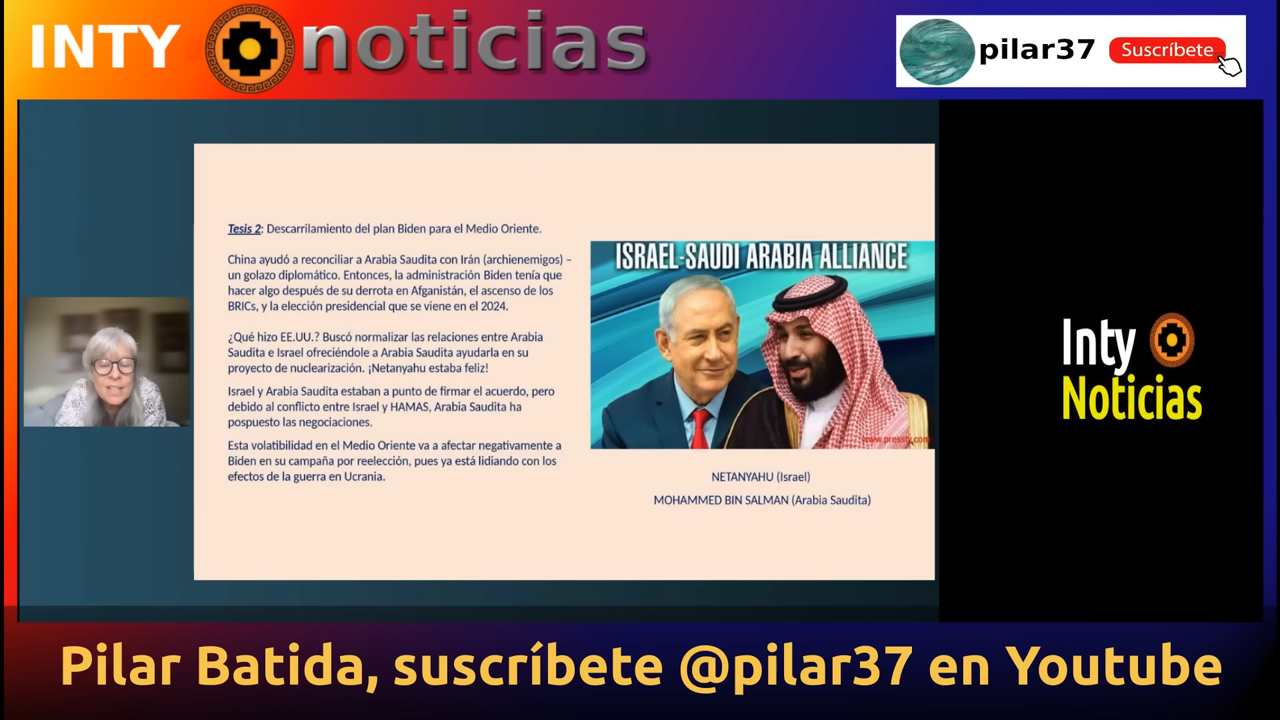 INTY noticias
pilar37 Suscríbete
Tesis 2: Descarrilamiento del plan Biden para el Medio Oriente.
China ayudó a reconciliar a Arabia Saudita con Irán (archienemigos) –
un golazo diplomático. Entonces, la administración Biden tenía que
hacer algo después de su derrota en Afganistán, el ascenso de los
BRICs, y la elección presidencial que se viene en el 2024.
¿Qué hizo EE.UU.? Buscó normalizar las relaciones entre Arabia
Saudita e Israel ofreciéndole a Arabia Saudita ayudarla en su
proyecto de nuclearización. ¡Netanyahu estaba feliz!
Israel y Arabia Saudita estaban a punto de firmar el acuerdo, pero
debido al conflicto entre Israel y HAMAS, Arabia Saudita ha
pospuesto las negociaciones.
Esta volatibilidad en el Medio Oriente va a afectar negativamente a
Biden en su campaña por reelección, pues ya está lidiando con los
efectos de la guerra en Ucrania.
ISRAEL-SAUDI ARABIA ALLIANCE
www.presstv.com
NETANYAHU (Israel)
MOHAMMED BIN SALMAN (Arabia Saudita)
Inty
Noticias
Pilar Batida, suscríbete @pilar37 en Youtube